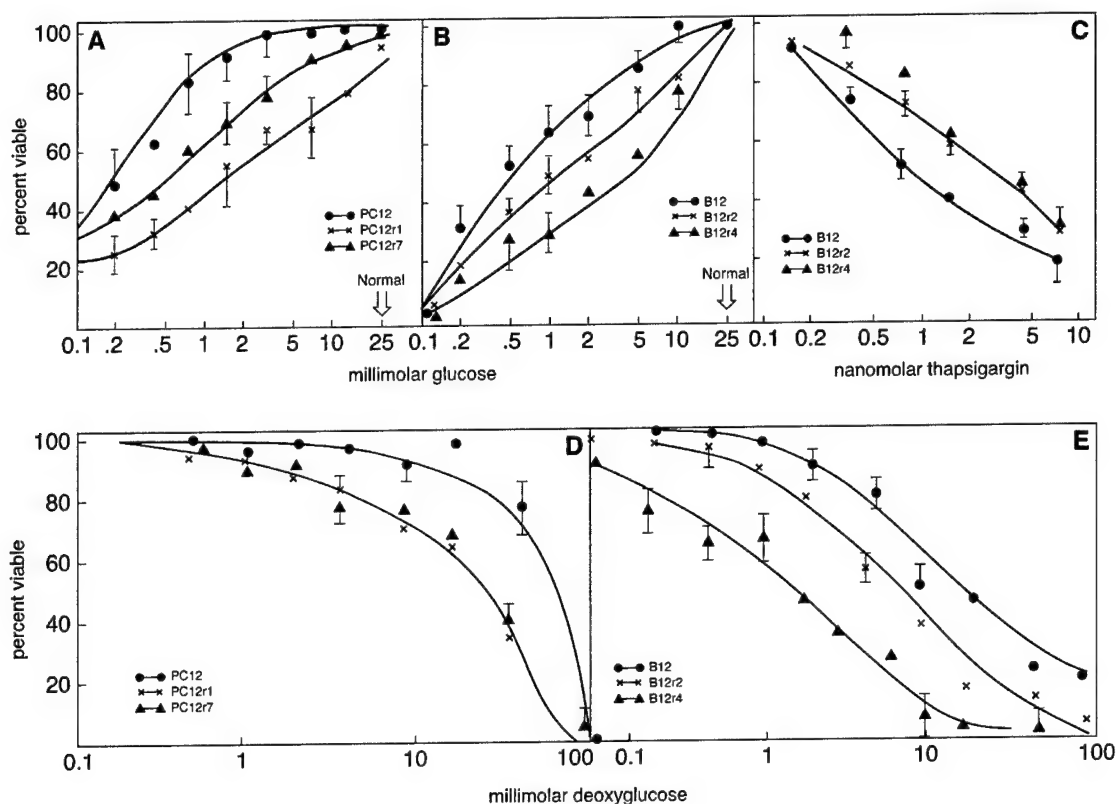 A
B
C
percent viable
100
80
60
40
20
PC12
PC12r1
PC12r7
Normal
B12
B12r2
B12r4
Normal
B12
B12r2
B12r4
0.1 .2 .5 1 2 5 10 25
0.1 .2 .5 1 2 5 10 25
0.1 0.2 0.5 1 2 5 10
millimolar glucose
nanomolar thapsigargin
D
E
percent viable
100
80
60
40
20
PC12
PC12r1
PC12r7
B12
B12r2
B12r4
0.1 1 10 100
0.1 1 10 100
millimolar deoxyglucose